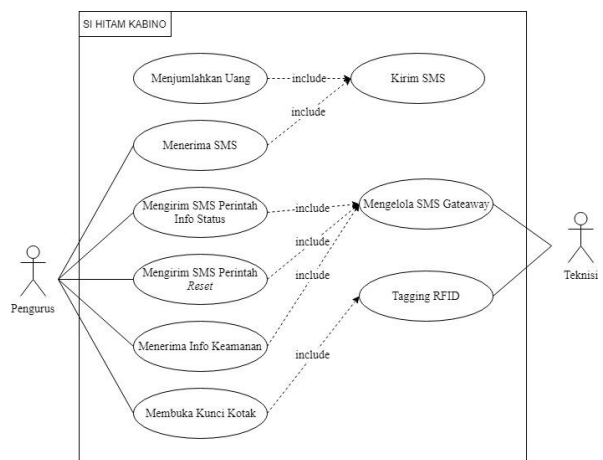 SI HITAM KABINO
Menjumlahkan Uang
include
Kirim SMS
include
Menerima SMS
Mengirim SMS Perintah
Info Status
include
Mengelola SMS Gateaway
include
Mengirim SMS Perintah
Reset
include
Pengurus
Teknisi
Tagging RFID
Menerima Info Keamanan
include
Membuka Kunci Kotak